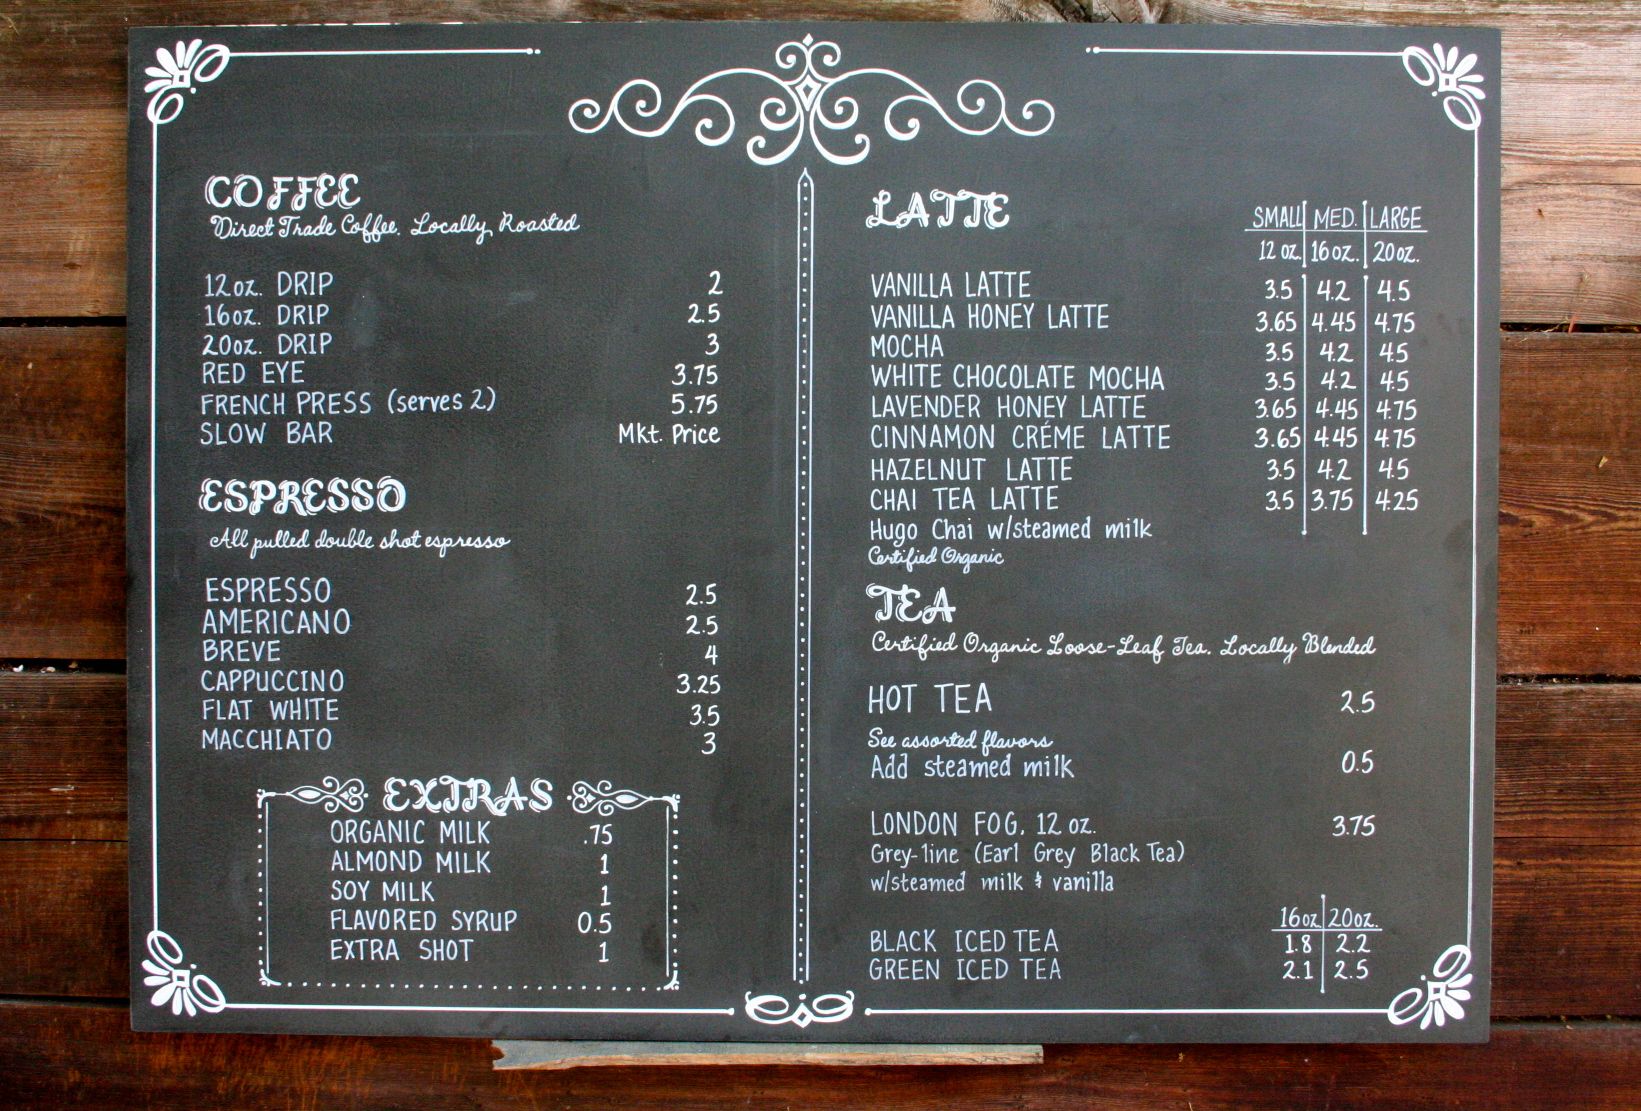 COFFEE
Direct Trade Coffee. Locally Roasted
12oz. DRIP 2
16oz. DRIP 2.5
20oz. DRIP 3
RED EYE 3.75
FRENCH PRESS (serves 2) 5.75
SLOW BAR Mkt. Price
ESPRESSO
All pulled double shot espresso
ESPRESSO 2.5
AMERICANO 2.5
BREVE 4
CAPPUCCINO 3.25
FLAT WHITE 3.5
MACCHIATO 3
EXTRAS
ORGANIC MILK .75
ALMOND MILK 1
SOY MILK 1
FLAVORED SYRUP 0.5
EXTRA SHOT 1
LATTE SMALL MED. LARGE
12 oz. 16 oz. 20 oz.
VANILLA LATTE 3.5 4.2 4.5
VANILLA HONEY LATTE 3.65 4.45 4.75
MOCHA 3.5 4.2 4.5
WHITE CHOCOLATE MOCHA 3.5 4.2 4.5
LAVENDER HONEY LATTE 3.65 4.45 4.75
CINNAMON CRÉME LATTE 3.65 4.45 4.75
HAZELNUT LATTE 3.5 4.2 4.5
CHAI TEA LATTE 3.5 3.75 4.25
Hugo Chai w/steamed milk
Certified Organic
TEA
Certified Organic Loose-Leaf Tea. Locally Blended
HOT TEA 2.5
See assorted flavors
Add steamed milk 0.5
LONDON FOG, 12 oz. 3.75
Grey-line (Earl Grey Black Tea)
w/steamed milk & vanilla
16oz. 20oz.
BLACK ICED TEA 1.8 2.2
GREEN ICED TEA 2.1 2.5